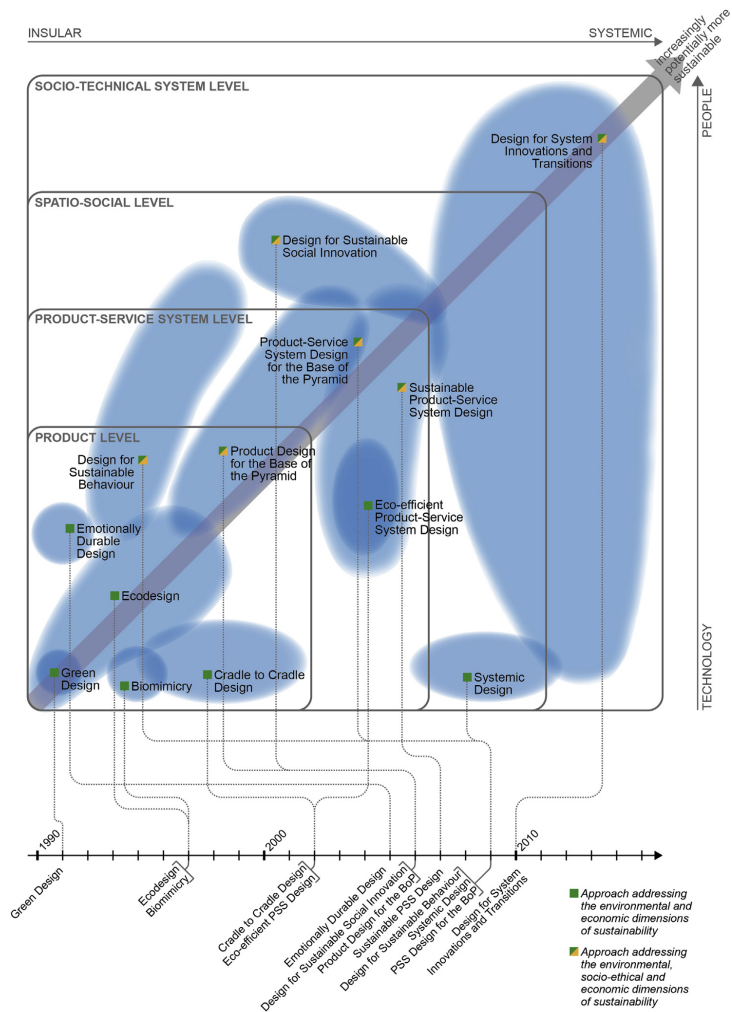 INSULAR
SYSTEMIC
Increasingly
potentially more
sustainable
SOCIO-TECHNICAL SYSTEM LEVEL
PEOPLE
Design for System
Innovations and
Transitions
SPATIO-SOCIAL LEVEL
Design for Sustainable
Social Innovation
PRODUCT-SERVICE SYSTEM LEVEL
Product-Service
System Design
for the Base of
the Pyramid
Sustainable
Product-Service
System Design
PRODUCT LEVEL
Design for
Sustainable
Behaviour
Product Design
for the Base of
the Pyramid
Emotionally
Durable
Design
Eco-efficient
Product-Service
System Design
Ecodesign
Green
Design
Biomimicry
Cradle to Cradle
Design
Systemic
Design
TECHNOLOGY
1990
2000
2010
Green Design
Ecodesign
Biomimicry
Cradle to Cradle Design
Eco-efficient PSS Design
Emotionally Durable Design
Design for Sustainable Social Innovation
Product Design for the BoP
Sustainable PSS Design
Design for Sustainable Behaviour
Systemic Design
PSS Design for the BoP
Design for System
Innovations and Transitions
Approach addressing
the environmental and
economic dimensions
of sustainability
Approach addressing
the environmental,
socio-ethical and
economic dimensions
of sustainability